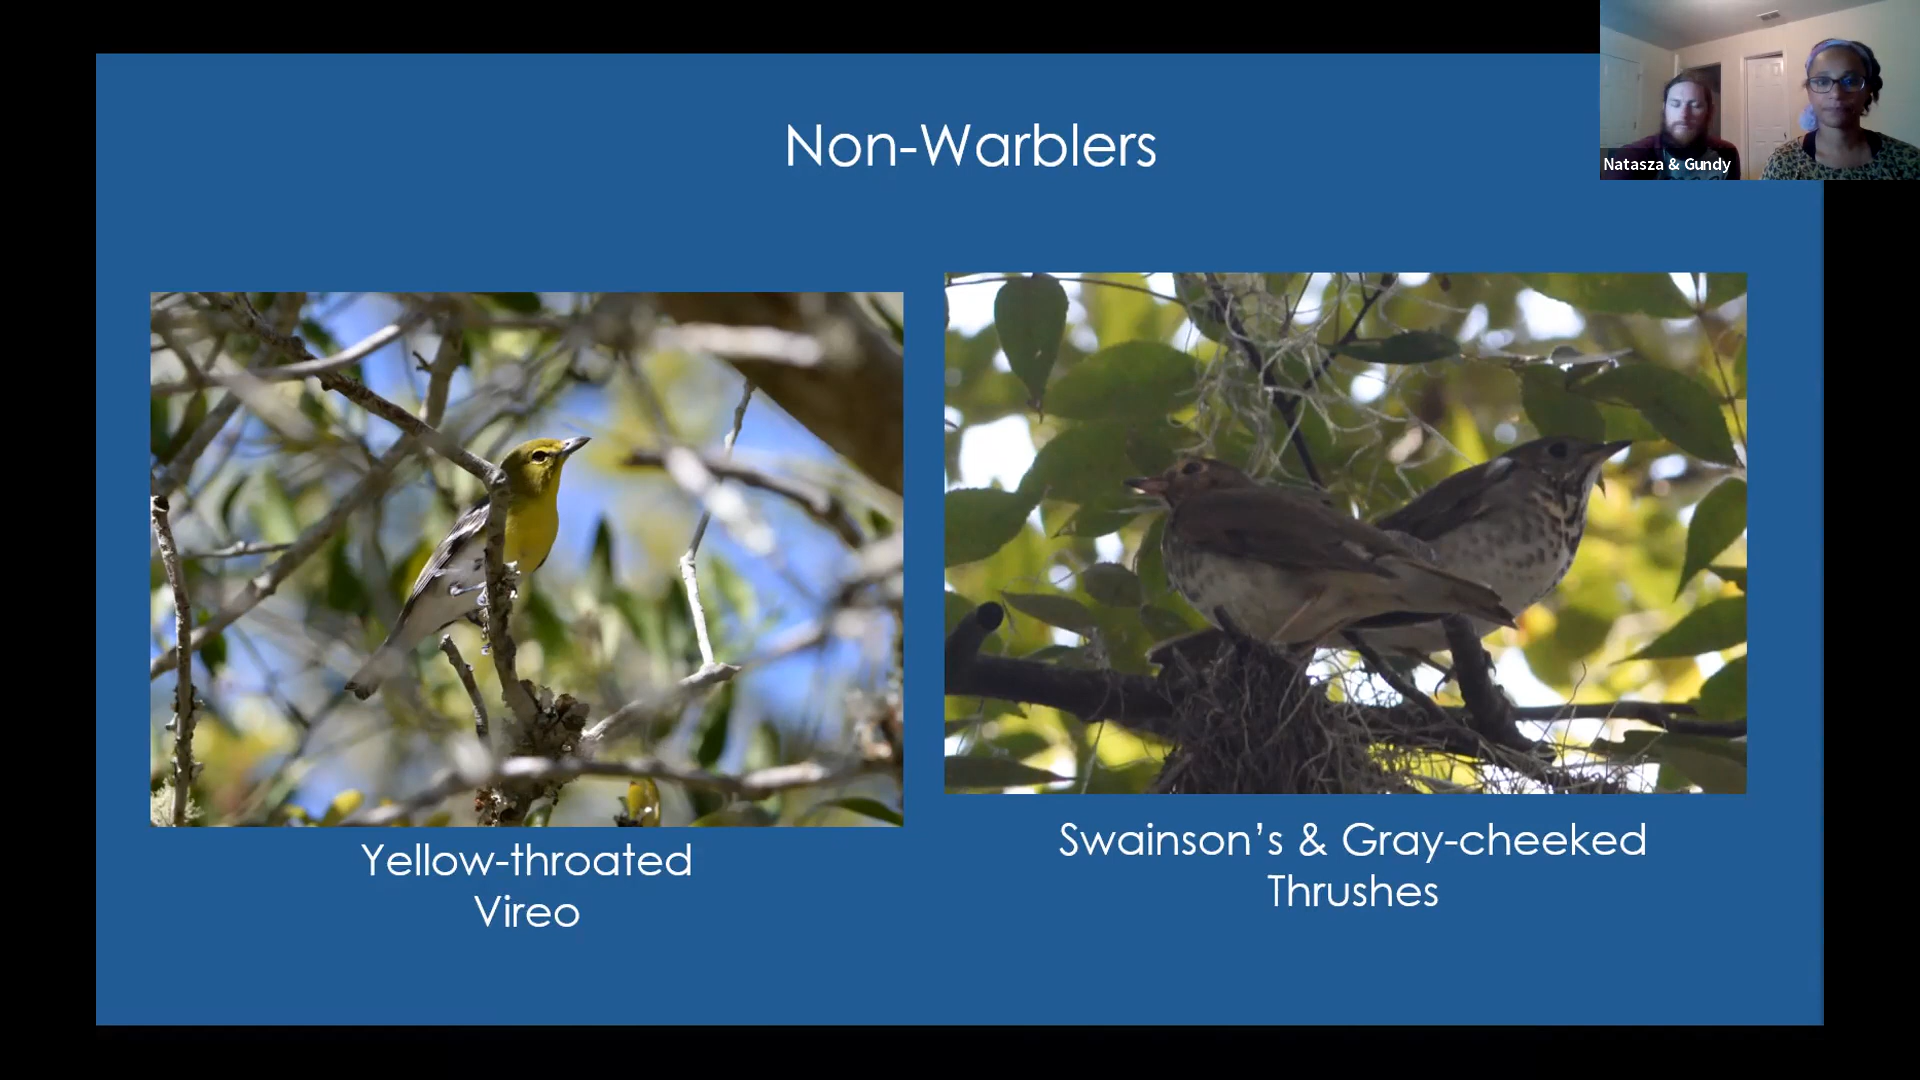 Non-Warblers
Natasza & Gundy
Yellow-throated
Vireo
Swainson's & Gray-cheeked
Thrushes